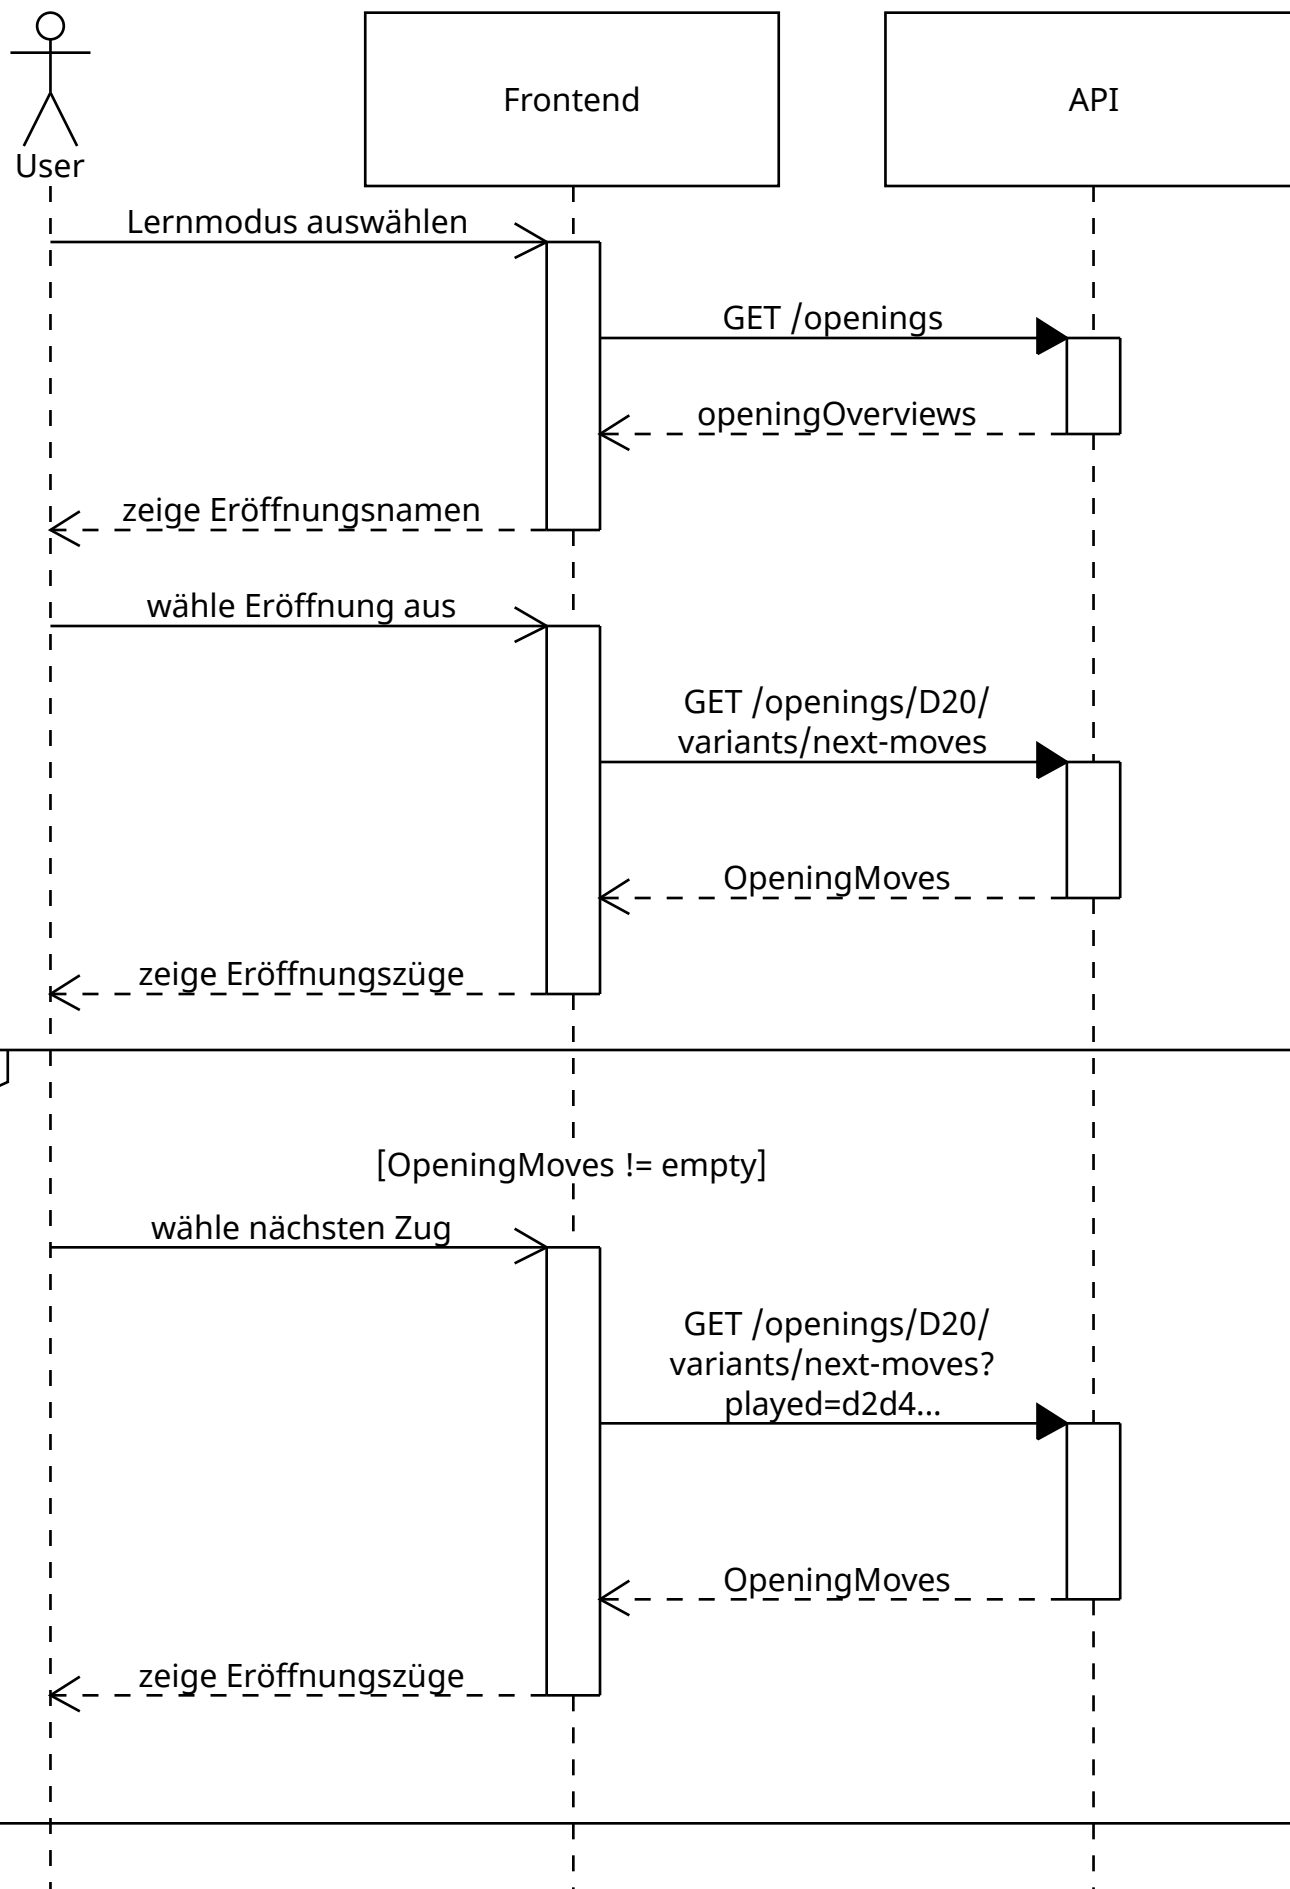 User
Frontend
API
Lernmodus auswählen
GET /openings
openingOverviews
zeige Eröffnungsnamen
wähle Eröffnung aus
GET /openings/D20/
variants/next-moves
OpeningMoves
zeige Eröffnungszüge
[OpeningMoves != empty]
wähle nächsten Zug
GET /openings/D20/
variants/next-moves?
played=d2d4...
OpeningMoves
zeige Eröffnungszüge